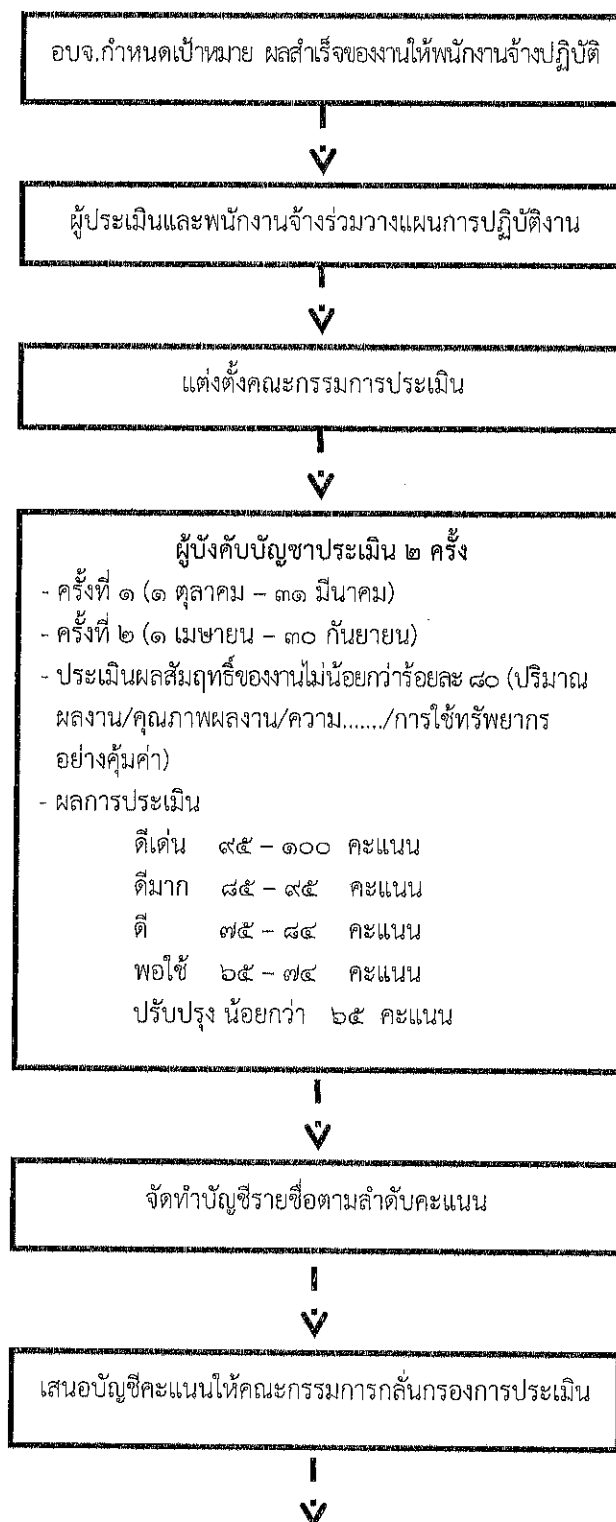 อบจ.กำหนดเป้าหมาย ผลสำเร็จของงานให้พนักงานจ้างปฏิบัติ
ผู้ประเมินและพนักงานจ้างร่วมวางแผนการปฏิบัติงาน
แต่งตั้งคณะกรรมการประเมิน
ผู้บังคับบัญชาประเมิน ๒ ครั้ง
- ครั้งที่ ๑ (๑ ตุลาคม – ๓๑ มีนาคม)
- ครั้งที่ ๒ (๑ เมษายน – ๓๐ กันยายน)
- ประเมินผลสัมฤทธิ์ของงานไม่น้อยกว่าร้อยละ ๘๐ (ปริมาณ
ผลงาน/คุณภาพผลงาน/ความ......./การใช้ทรัพยากร
อย่างคุ้มค่า)
- ผลการประเมิน
ดีเด่น ๙๕ – ๑๐๐ คะแนน
ดีมาก ๘๕ – ๙๕ คะแนน
ดี ๗๕ – ๘๔ คะแนน
พอใช้ ๖๕ – ๗๔ คะแนน
ปรับปรุง น้อยกว่า ๖๕ คะแนน
จัดทำบัญชีรายชื่อตามลำดับคะแนน
เสนอบัญชีคะแนนให้คณะกรรมการกลั่นกรองการประเมิน